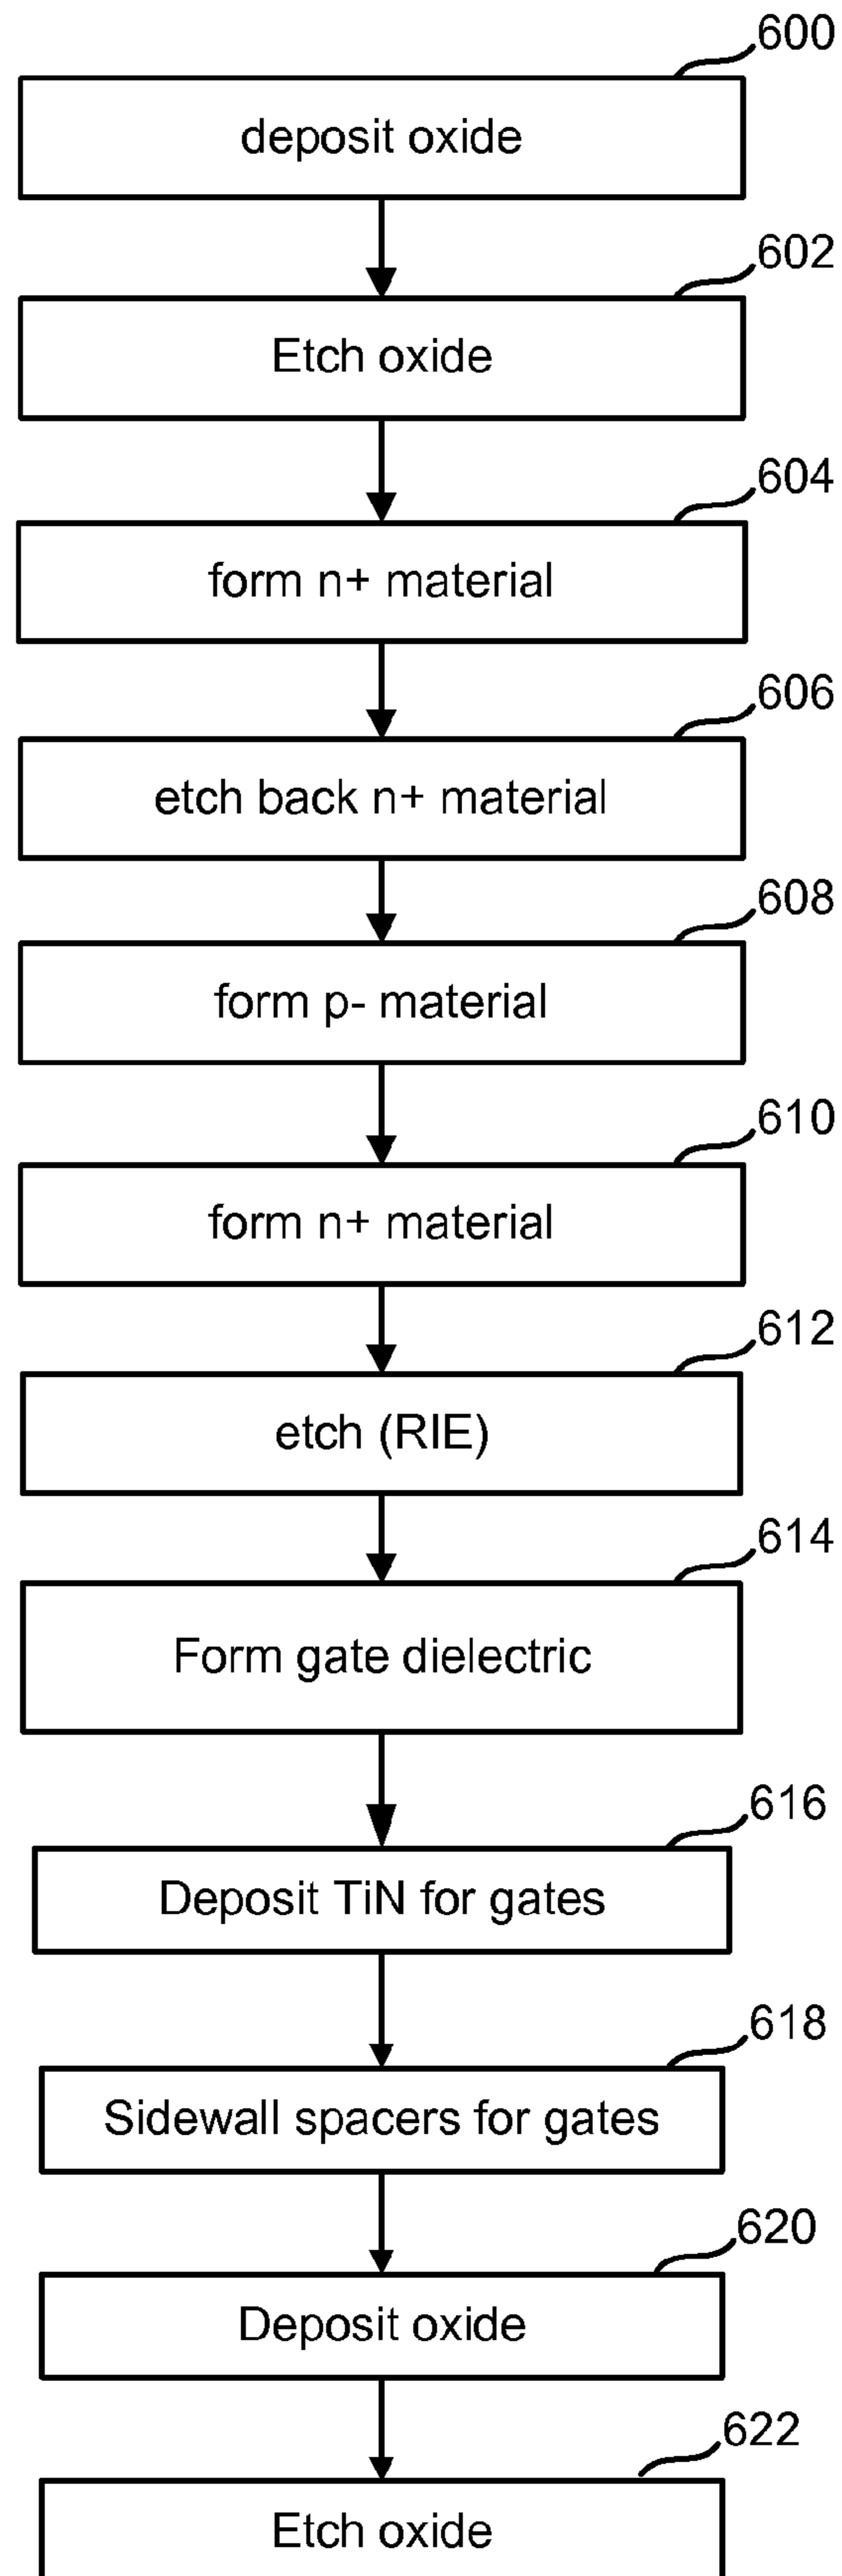 600
deposit oxide
602
Etch oxide
604
form n+ material
606
etch back n+ material
608
form p- material
610
form n+ material
612
etch (RIE)
614
Form gate dielectric
616
Deposit TiN for gates
618
Sidewall spacers for gates
620
Deposit oxide
622
Etch oxide